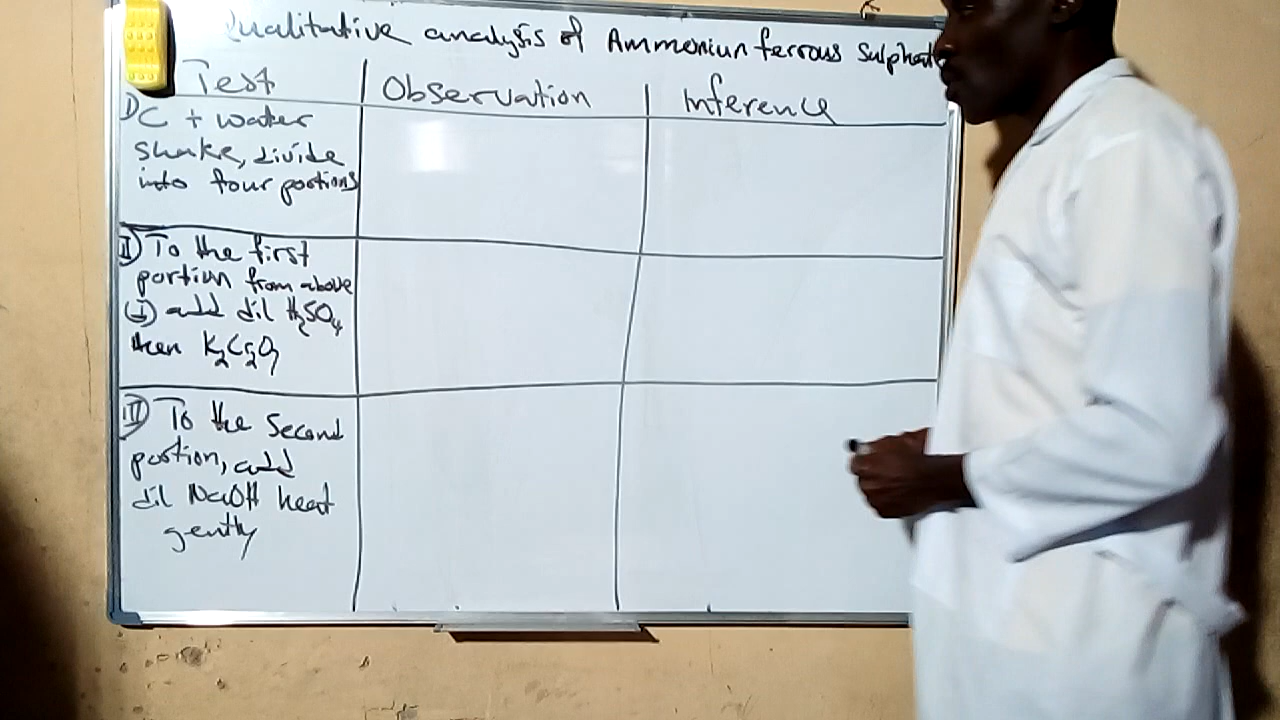 Qualitative analysis of Ammoniun ferrous Sulphate
Test Observation Inference
I) C + water
shake, divide
into four portions
II) To the first
portion from above
(I) add dil H₂SO₄
then K₂Cr₂O₇
III) To the Second
portion, add
dil NaOH heat
gently